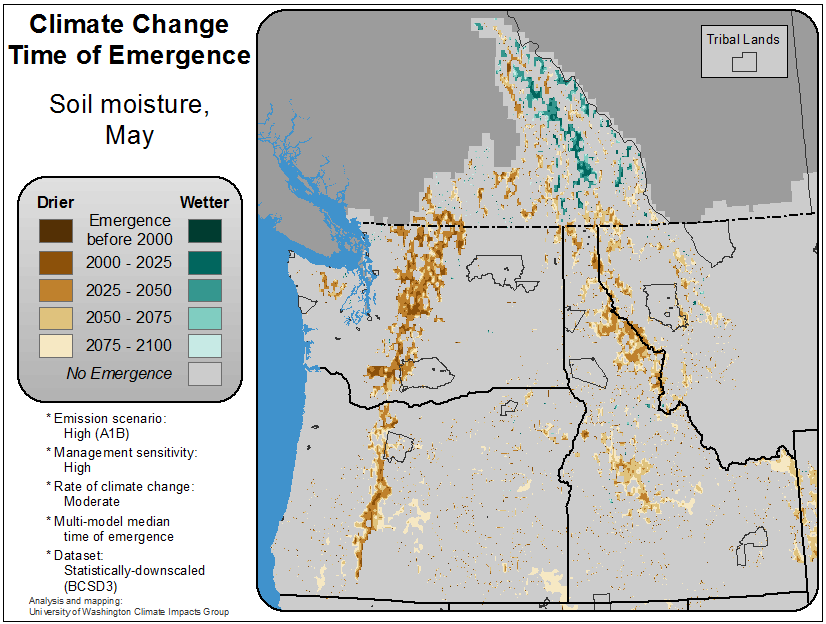 Climate Change
Time of Emergence
Soil moisture,
May
Drier
Wetter
Emergence
before 2000
2000 - 2025
2025 - 2050
2050 - 2075
2075 - 2100
No Emergence
* Emission scenario:
High (A1B)
* Management sensitivity:
High
* Rate of climate change:
Moderate
* Multi-model median
time of emergence
* Dataset:
Statistically-downscaled
(BCSD3)
Analysis and mapping:
University of Washington Climate Impacts Group
Tribal Lands